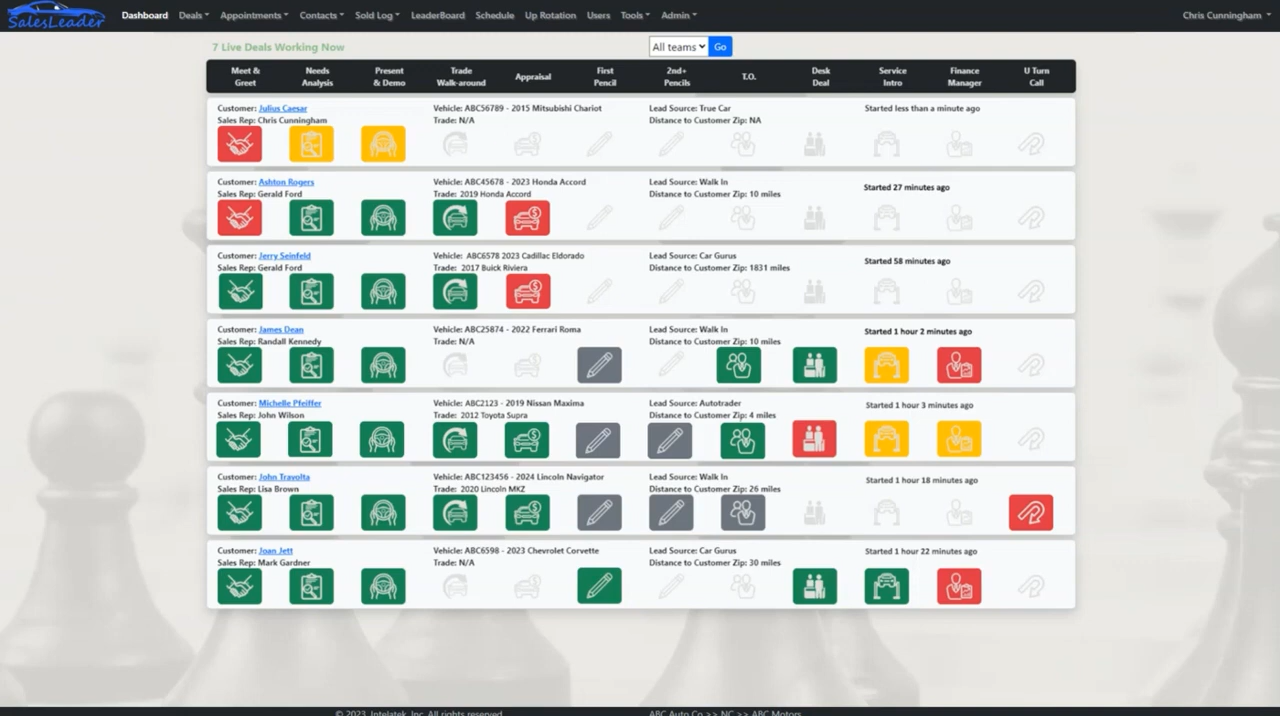 SalesLeader
Dashboard Deals Appointments Contacts Sold Log LeaderBoard Schedule Up Rotation Users Tools Admin Chris Cunningham
7 Live Deals Working Now All teams Go
Meet & Greet Needs Analysis Present & Demo Trade Walk-around Appraisal First Pencil 2nd+ Pencils T.O. Desk Deal Service Intro Finance Manager U Turn Call
Customer: Julius Caesar Vehicle: ABC56789 - 2015 Mitsubishi Chariot Lead Source: True Car Started less than a minute ago
Sales Rep: Chris Cunningham Trade: N/A Distance to Customer Zip: NA
Customer: Ashton Rogers Vehicle: ABC45678 - 2023 Honda Accord Lead Source: Walk In Started 27 minutes ago
Sales Rep: Gerald Ford Trade: 2019 Honda Accord Distance to Customer Zip: 10 miles
Customer: Jerry Seinfeld Vehicle: ABC6578 2023 Cadillac Eldorado Lead Source: Car Gurus Started 58 minutes ago
Sales Rep: Gerald Ford Trade: 2017 Buick Riviera Distance to Customer Zip: 1831 miles
Customer: James Dean Vehicle: ABC25874 - 2022 Ferrari Roma Lead Source: Walk In Started 1 hour 2 minutes ago
Sales Rep: Randall Kennedy Trade: N/A Distance to Customer Zip: 10 miles
Customer: Michelle Pfeiffer Vehicle: ABC2123 - 2019 Nissan Maxima Lead Source: Autotrader Started 1 hour 3 minutes ago
Sales Rep: John Wilson Trade: 2012 Toyota Supra Distance to Customer Zip: 4 miles
Customer: John Travolta Vehicle: ABC123456 - 2024 Lincoln Navigator Lead Source: Walk In Started 1 hour 18 minutes ago
Sales Rep: Lisa Brown Trade: 2020 Lincoln MKZ Distance to Customer Zip: 26 miles
Customer: Joan Jett Vehicle: ABC6598 - 2023 Chevrolet Corvette Lead Source: Car Gurus Started 1 hour 22 minutes ago
Sales Rep: Mark Gardner Trade: N/A Distance to Customer Zip: 30 miles
© 2023, Intelatek, Inc. All rights reserved. ABC Auto Co >> NC >> ABC Motors